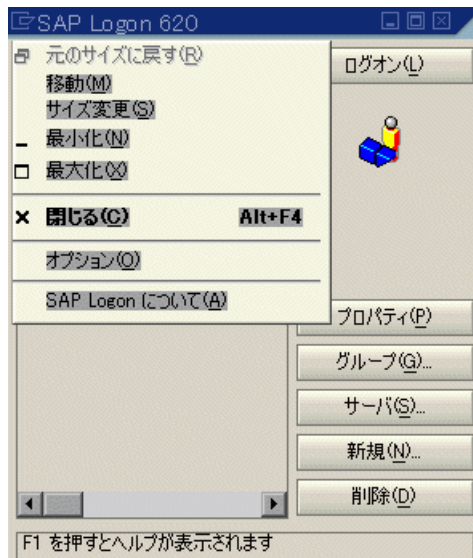 SAP Logon 620
元のサイズに戻す(R)
移動(M)
サイズ変更(S)
最小化(N)
最大化(X)
閉じる(C) Alt+F4
オプション(O)
SAP Logon について(A)
ログオン(L)
プロパティ(P)
グループ(G)...
サーバ(S)...
新規(N)...
削除(D)
F1 を押すとヘルプが表示されます